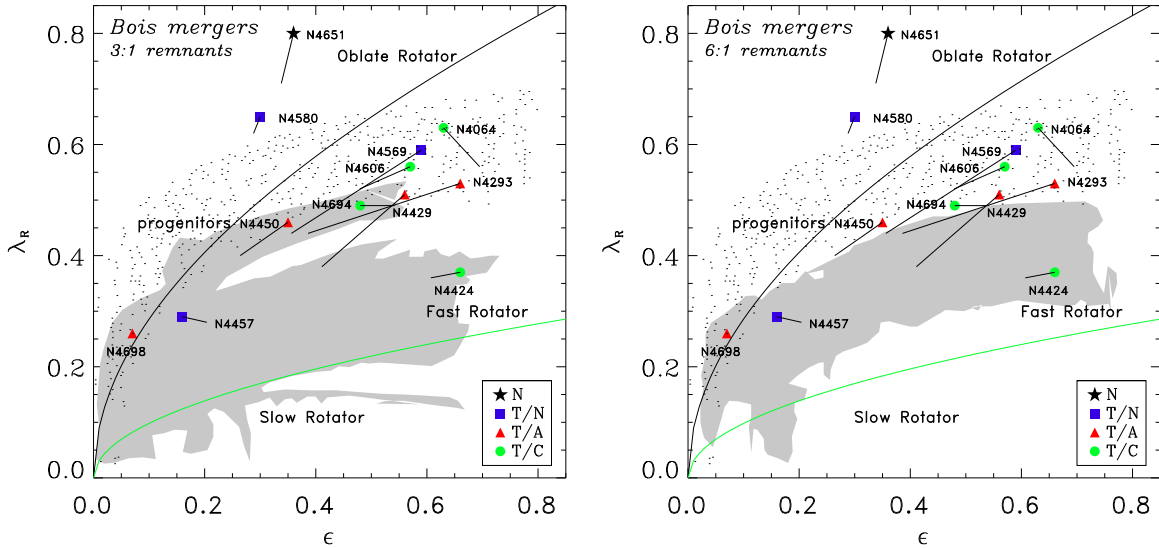 Bois mergers
3:1 remnants
N4651
Oblate Rotator
N4580
N4064
N4569
N4606
N4293
N4694
N4429
progenitors
N4450
N4424
Fast Rotator
N4457
N4698
Slow Rotator
N
T/N
T/A
T/C
0.8
0.6
0.4
0.2
0.0
λR
0.0 0.2 0.4 0.6 0.8
ϵ
Bois mergers
6:1 remnants
N4651
Oblate Rotator
N4580
N4064
N4569
N4606
N4293
N4694
N4429
progenitors
N4450
N4424
Fast Rotator
N4457
N4698
Slow Rotator
N
T/N
T/A
T/C
0.8
0.6
0.4
0.2
0.0
λR
0.0 0.2 0.4 0.6 0.8
ϵ